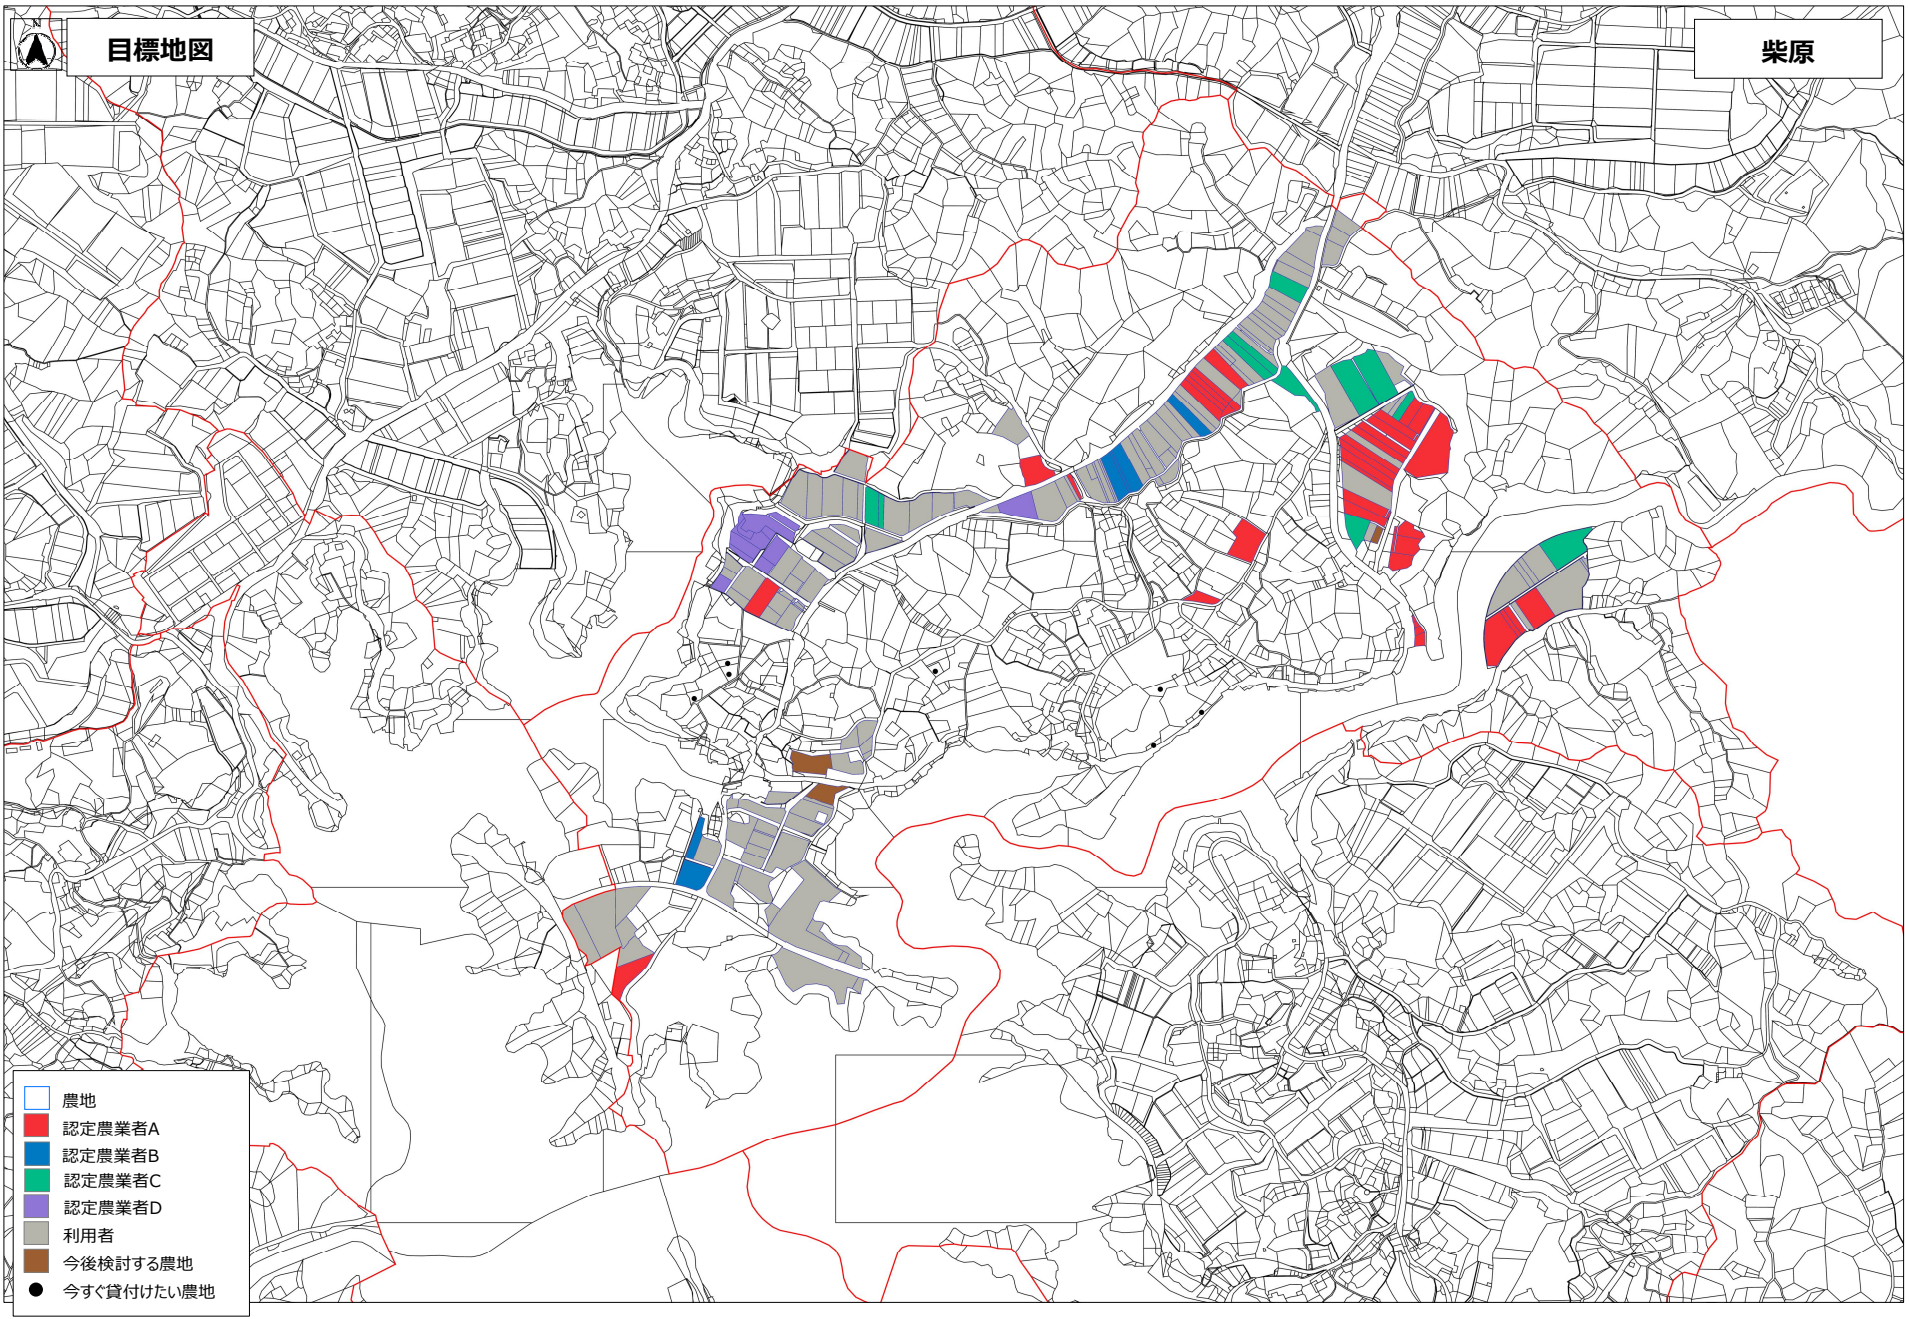 N
目標地図
柴原
農地
認定農業者A
認定農業者B
認定農業者C
認定農業者D
利用者
今後検討する農地
今すぐ貸付けたい農地